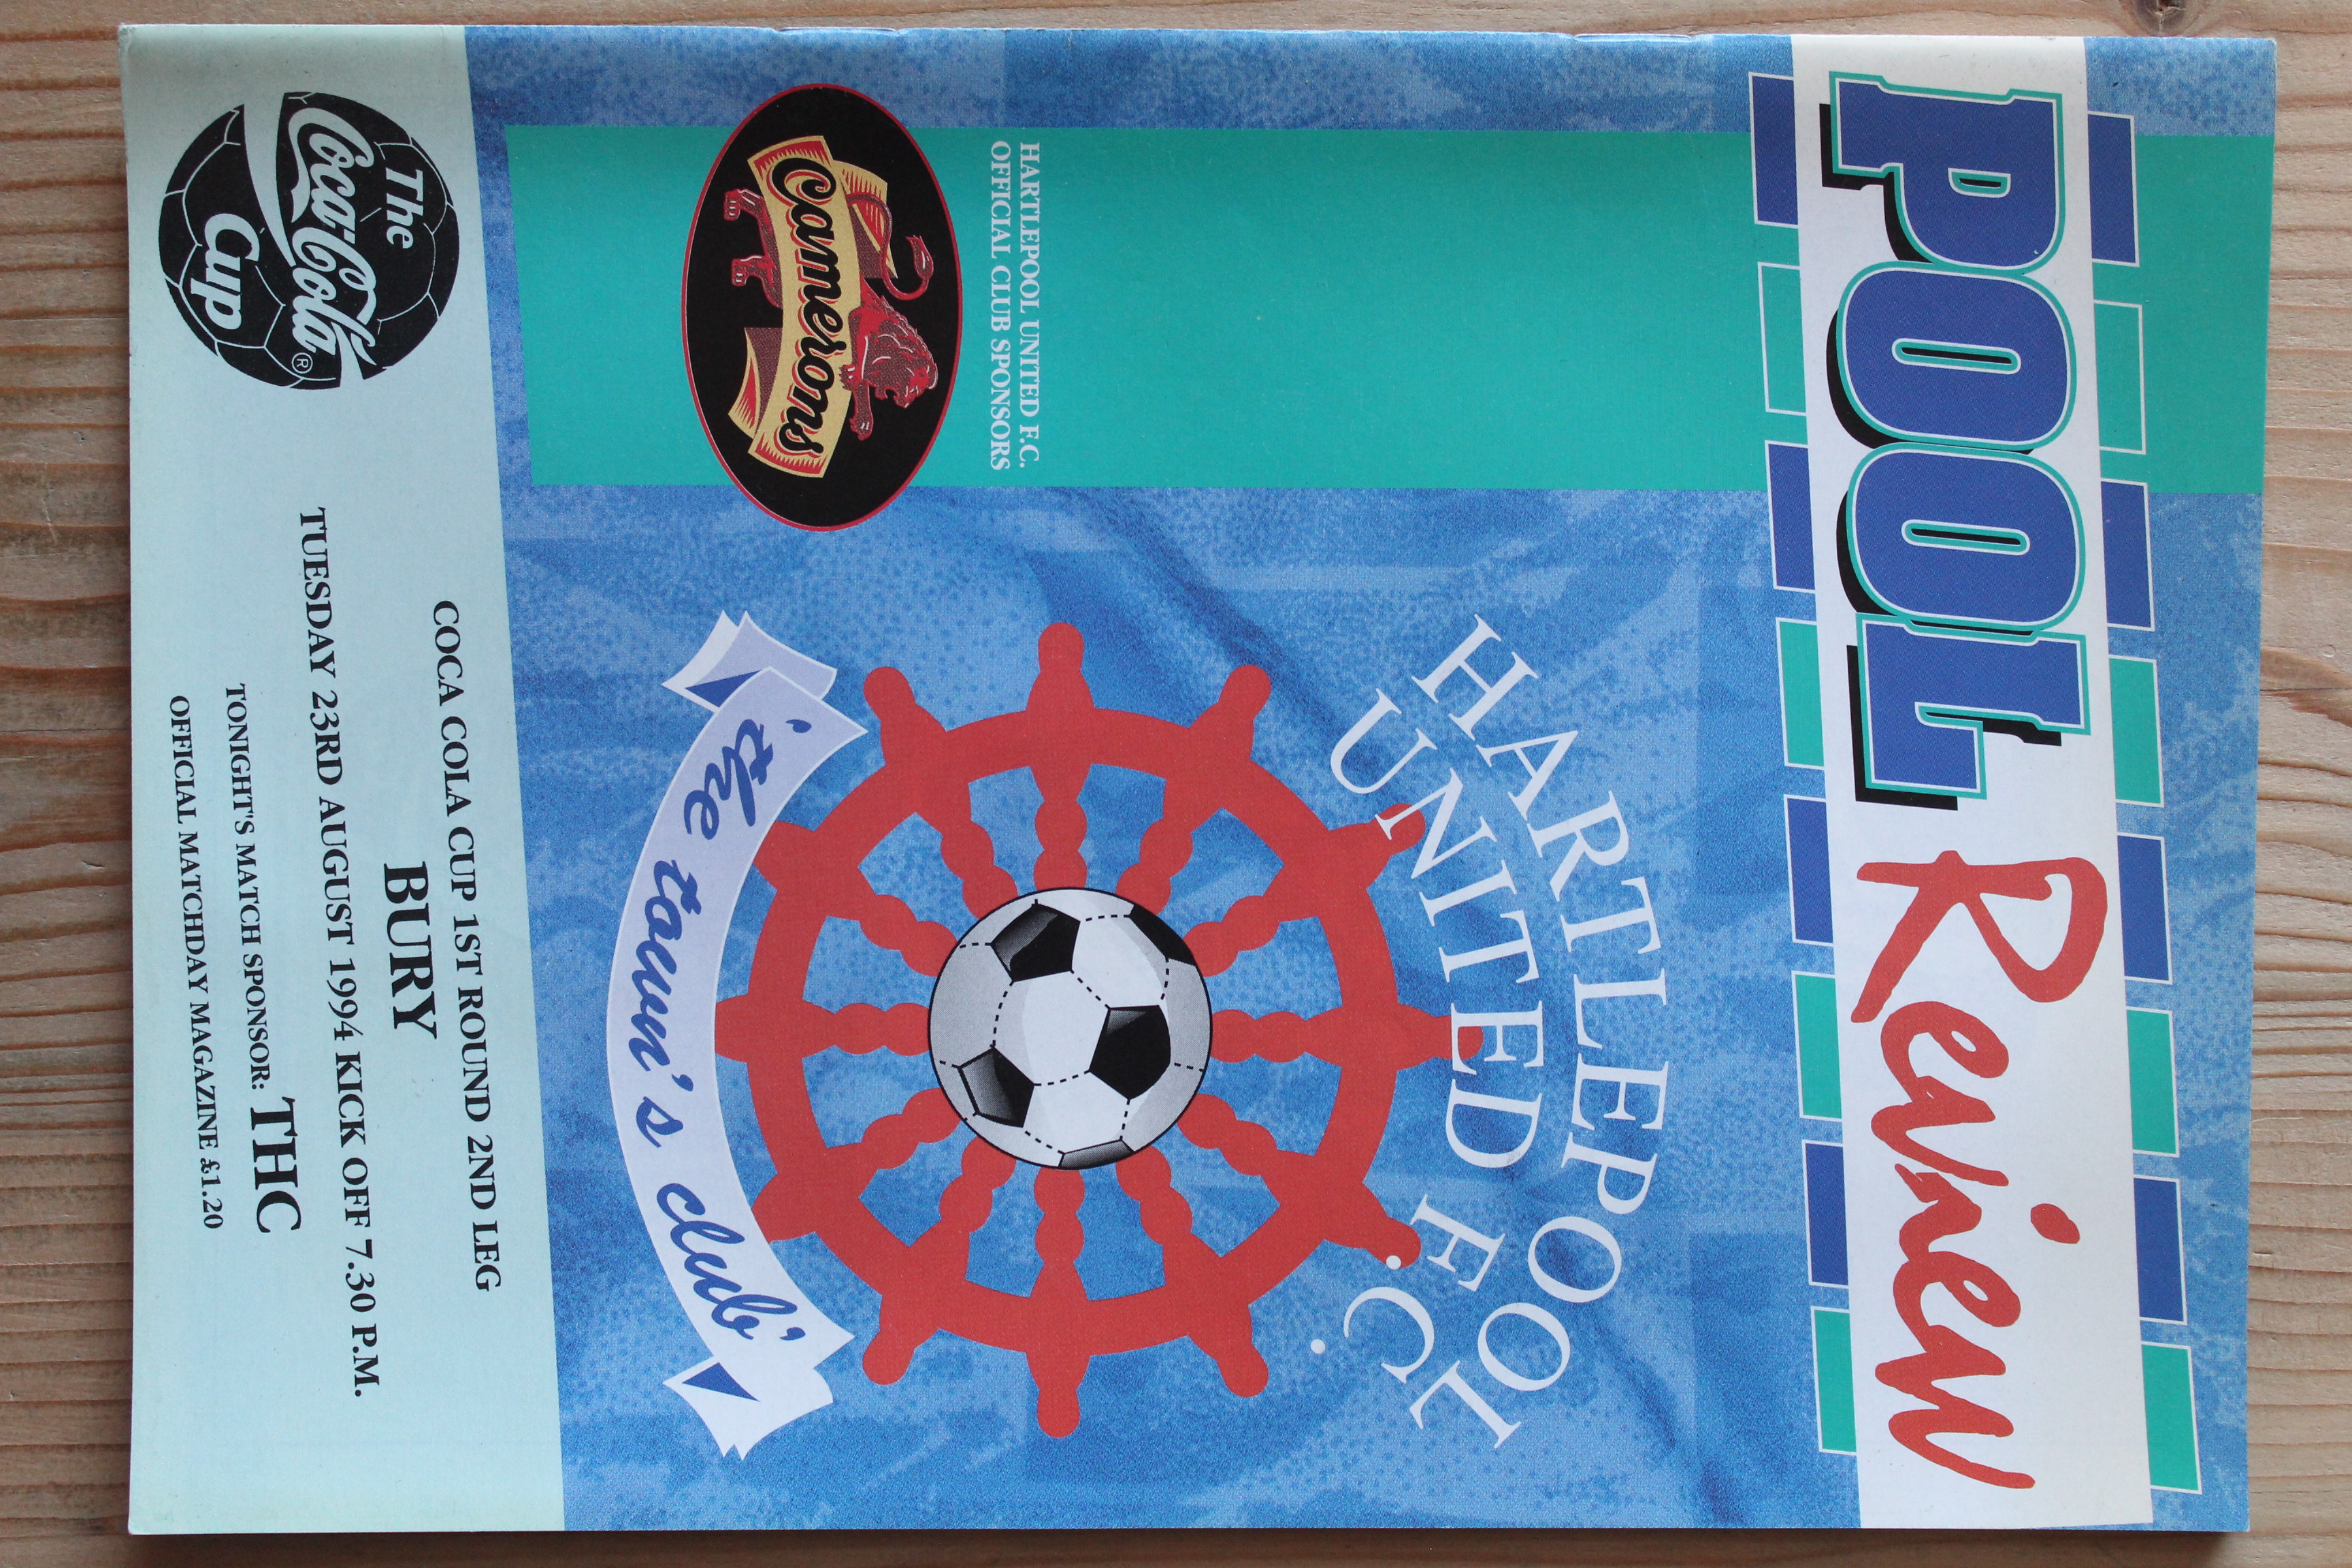 POOL Review
HARTLEPOOL
UNITED F.C.
HARTLEPOOL UNITED F.C.
OFFICIAL CLUB SPONSORS
Camerons
'the town's club'
The
Coca-Cola®
Cup
COCA COLA CUP 1ST ROUND 2ND LEG
BURY
TUESDAY 23RD AUGUST 1994 KICK OFF 7.30 P.M.
TONIGHT'S MATCH SPONSOR: THC
OFFICIAL MATCHDAY MAGAZINE £1.20